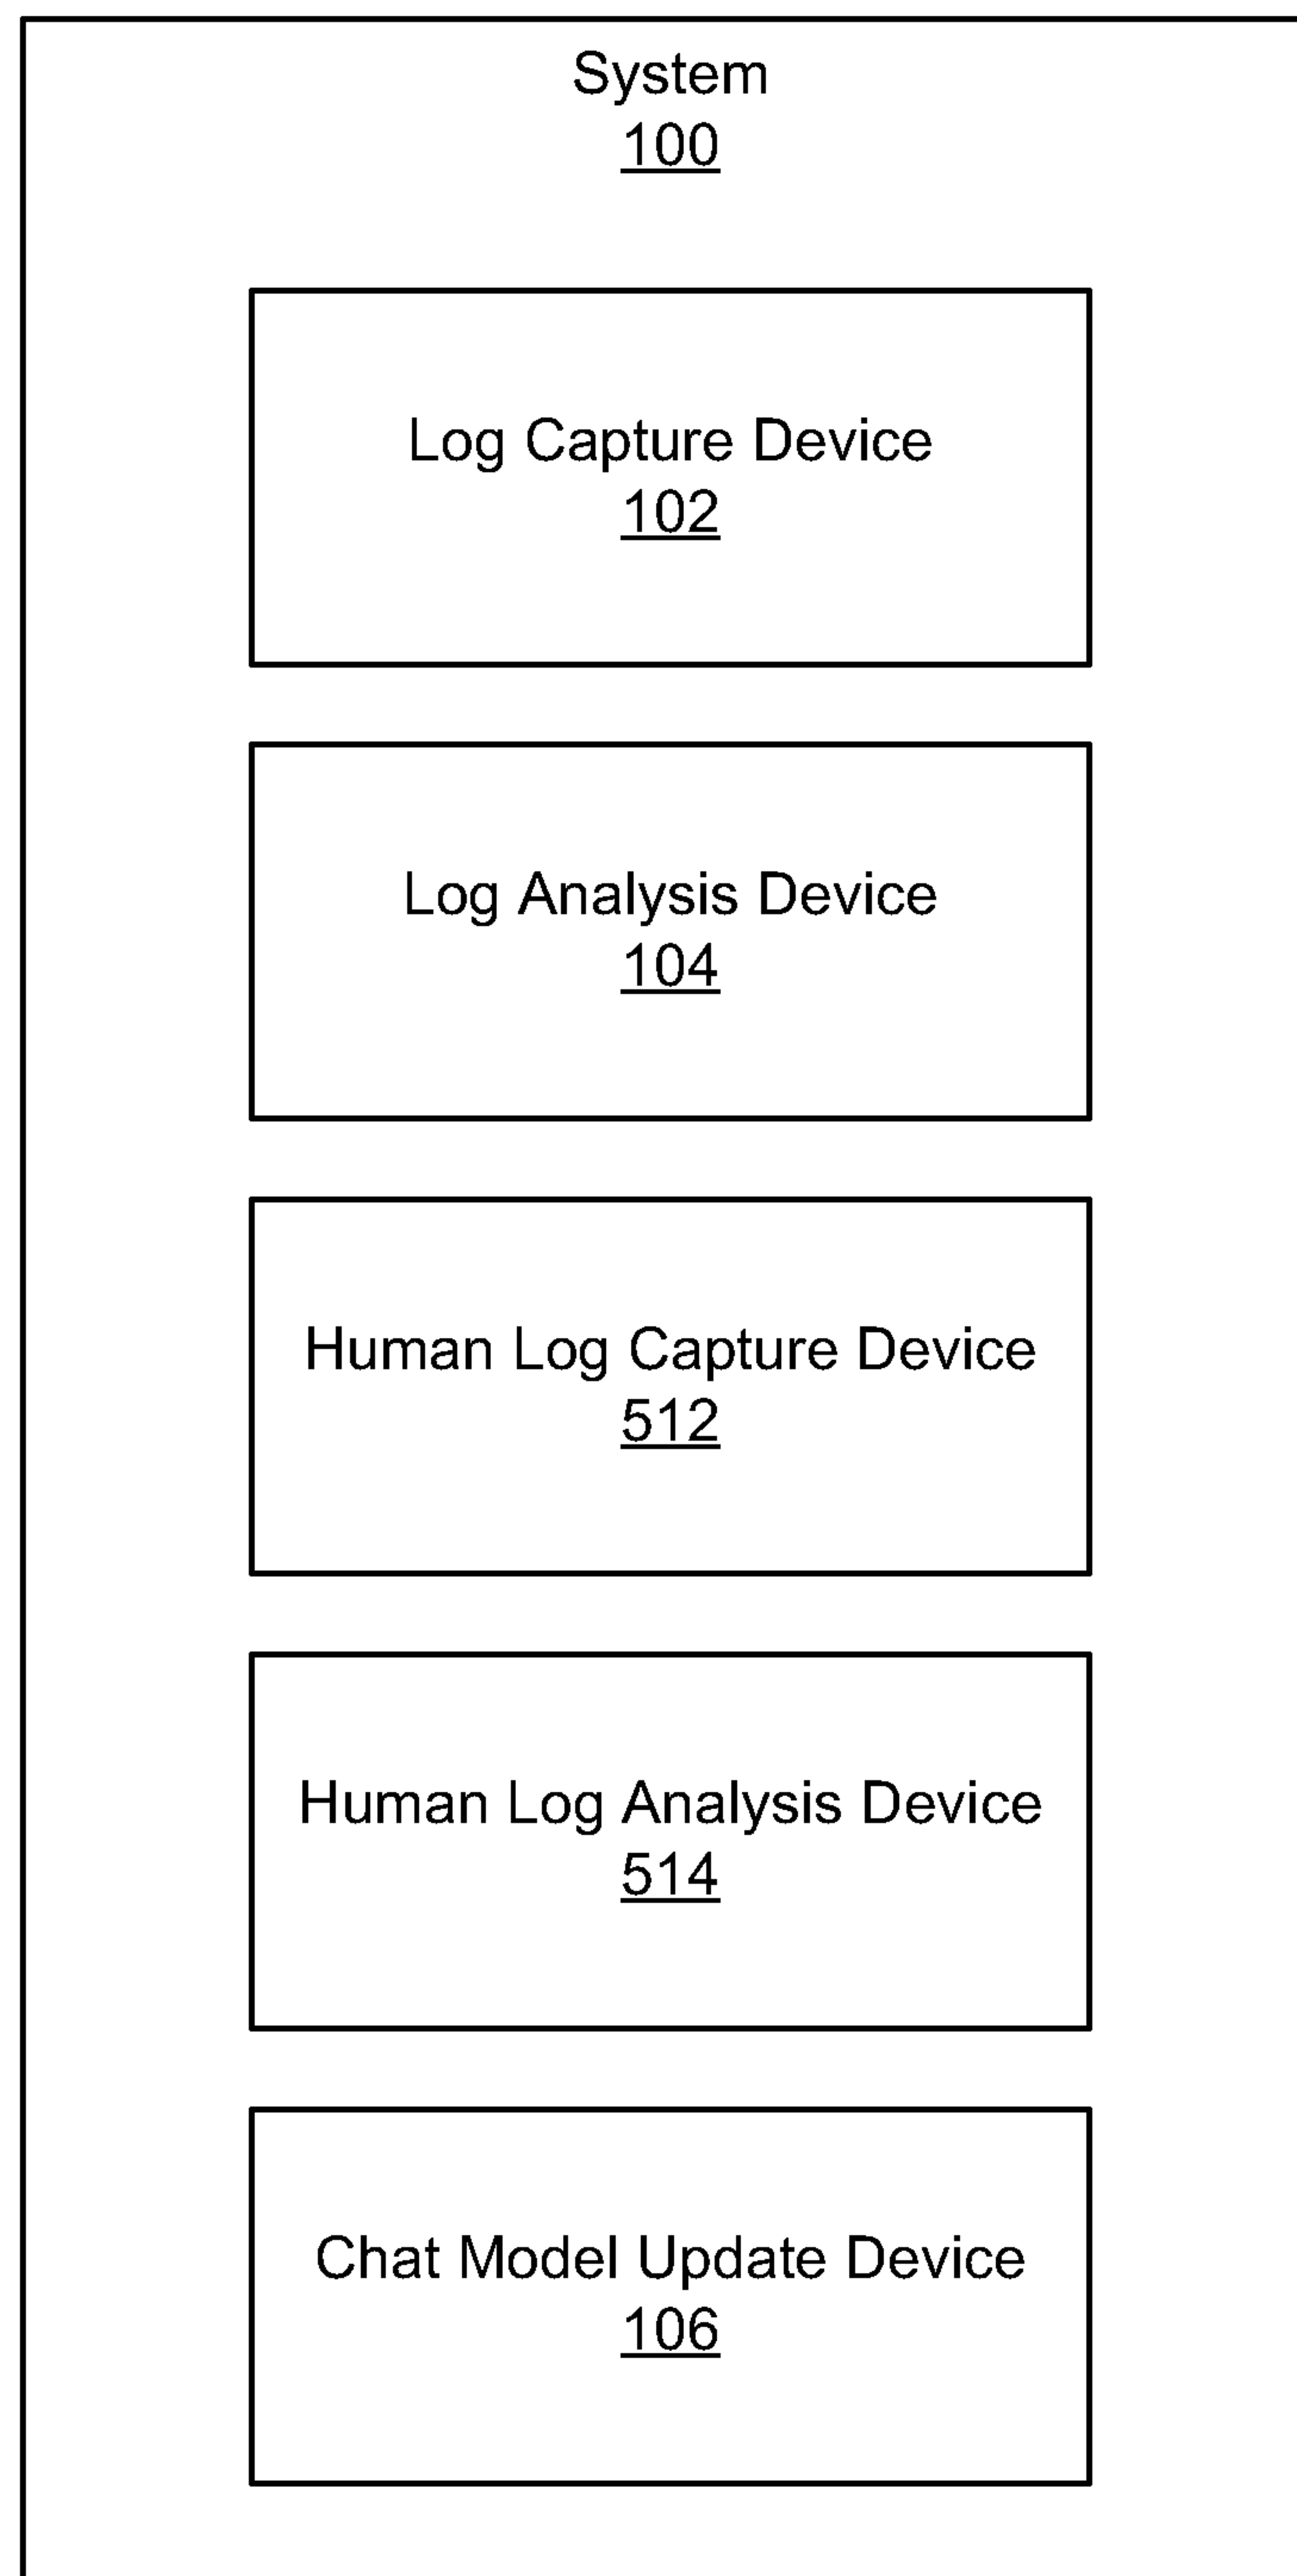 System
100
Log Capture Device
102
Log Analysis Device
104
Human Log Capture Device
512
Human Log Analysis Device
514
Chat Model Update Device
106